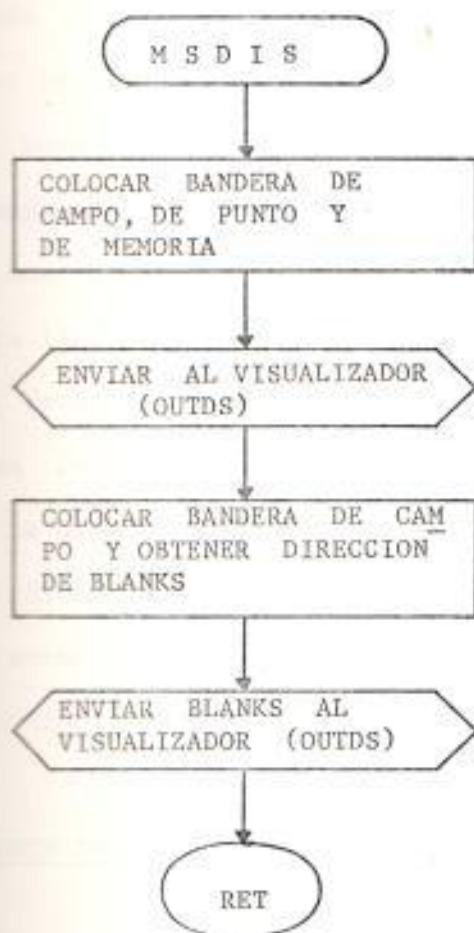 M S D I S
COLOCAR BANDERA DE
CAMPO, DE PUNTO Y
DE MEMORIA
ENVIAR AL VISUALIZADOR
(OUTDS)
COLOCAR BANDERA DE CAM
PO Y OBTENER DIRECCION
DE BLANKS
ENVIAR BLANKS AL
VISUALIZADOR (OUTDS)
RET